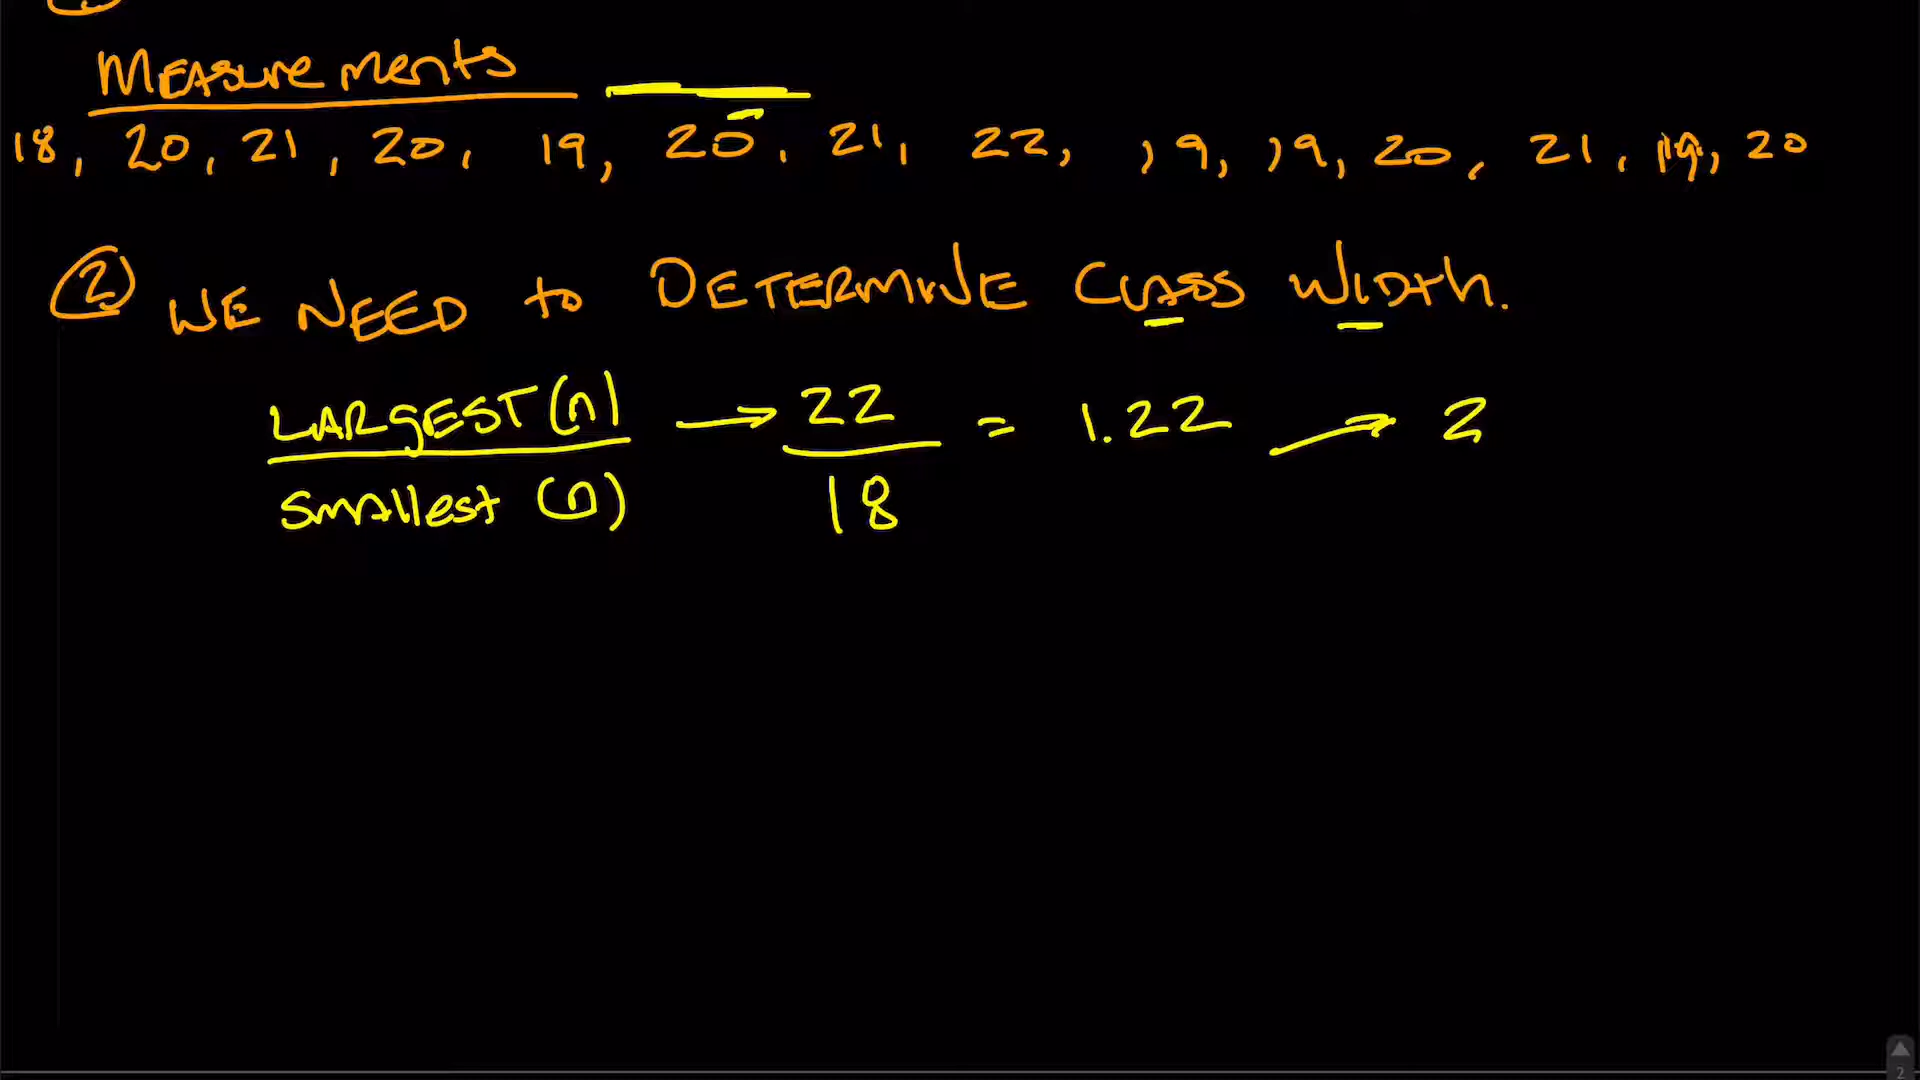 Measurements
18, 20, 21, 20, 19, 20, 21, 22, 19, 19, 20, 21, 19, 20
② WE NEED to DETERMINE CLASS WIDTH.
LARGEST (n) → 22 = 1.22 → 2
smallest (n) 18
2